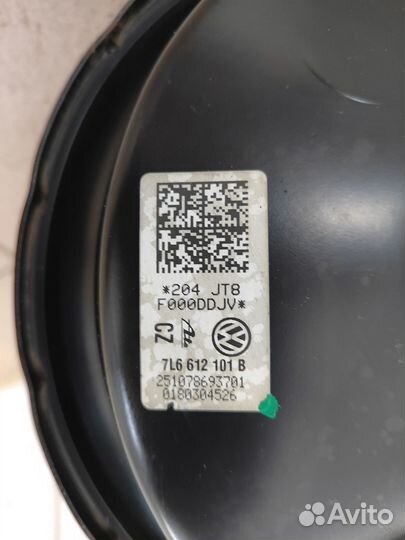 *204 JT8
F000DDJV*
CZ
7L6 612 101 B
251078693701
0180304526
Avito